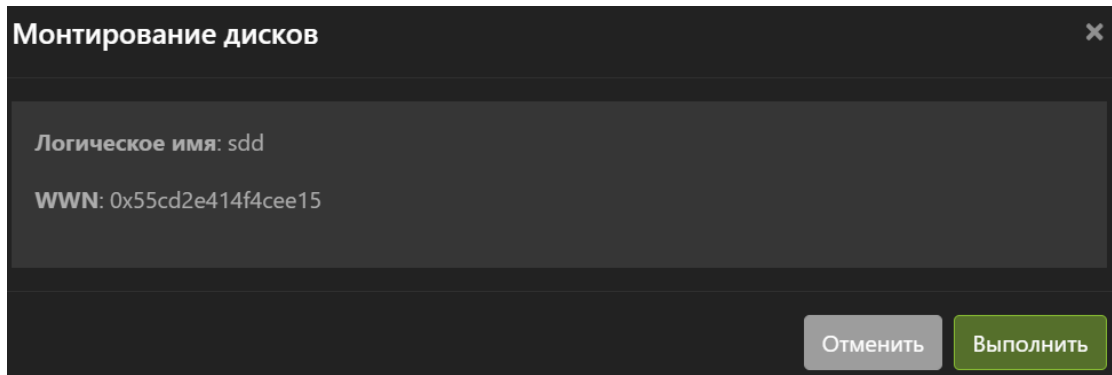 Монтирование дисков
Логическое имя: sdd
WWN: 0x55cd2e414f4cee15
Отменить
Выполнить